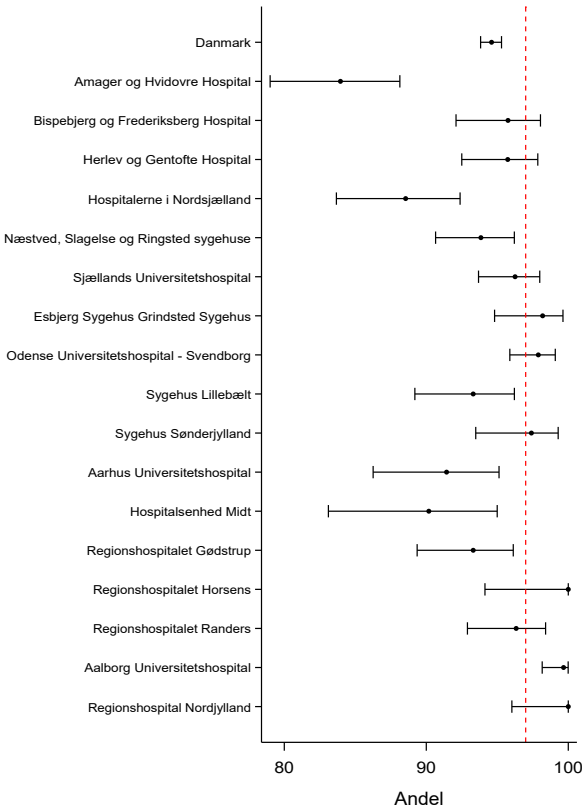 Danmark
Amager og Hvidovre Hospital
Bispebjerg og Frederiksberg Hospital
Herlev og Gentofte Hospital
Hospitalerne i Nordsjælland
Næstved, Slagelse og Ringsted sygehuse
Sjællands Universitetshospital
Esbjerg Sygehus Grindsted Sygehus
Odense Universitetshospital - Svendborg
Sygehus Lillebælt
Sygehus Sønderjylland
Aarhus Universitetshospital
Hospitalsenhed Midt
Regionshospitalet Gødstrup
Regionshospitalet Horsens
Regionshospitalet Randers
Aalborg Universitetshospital
Regionshospital Nordjylland
80 90 100
Andel